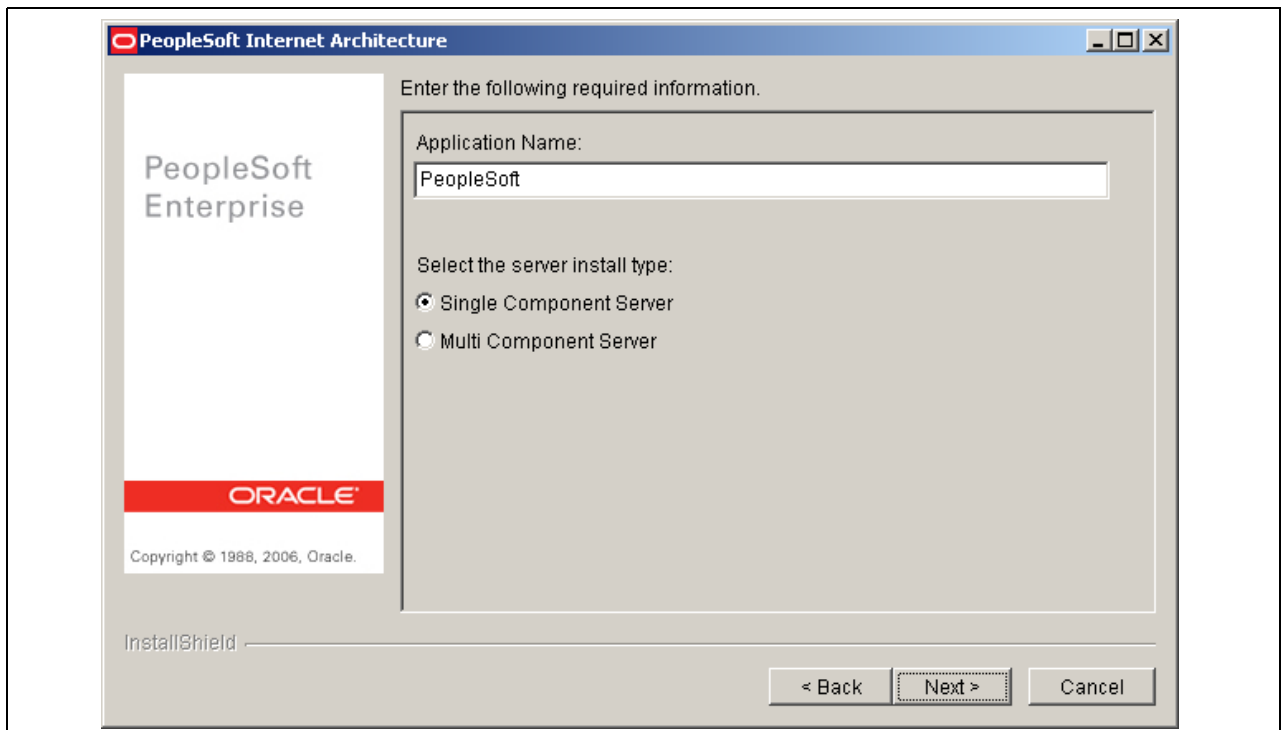 PeopleSoft Internet Architecture
PeopleSoft
Enterprise
ORACLE
Copyright © 1988, 2006, Oracle.
Enter the following required information.
Application Name:
PeopleSoft
Select the server install type:
Single Component Server
Multi Component Server
InstallShield
< Back
Next >
Cancel